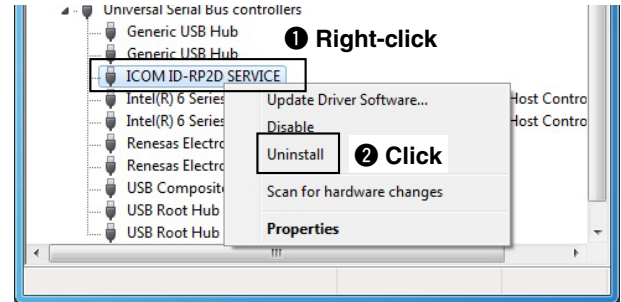 Universal Serial Bus controllers
Generic USB Hub
❶ Right-click
Generic USB Hub
ICOM ID-RP2D SERVICE
Intel(R) 6 Series
Update Driver Software...
Host Contro
Intel(R) 6 Series
Disable
Host Contro
Renesas Electro
Uninstall
❷ Click
Renesas Electro
USB Composit
Scan for hardware changes
USB Root Hub
USB Root Hub
Properties